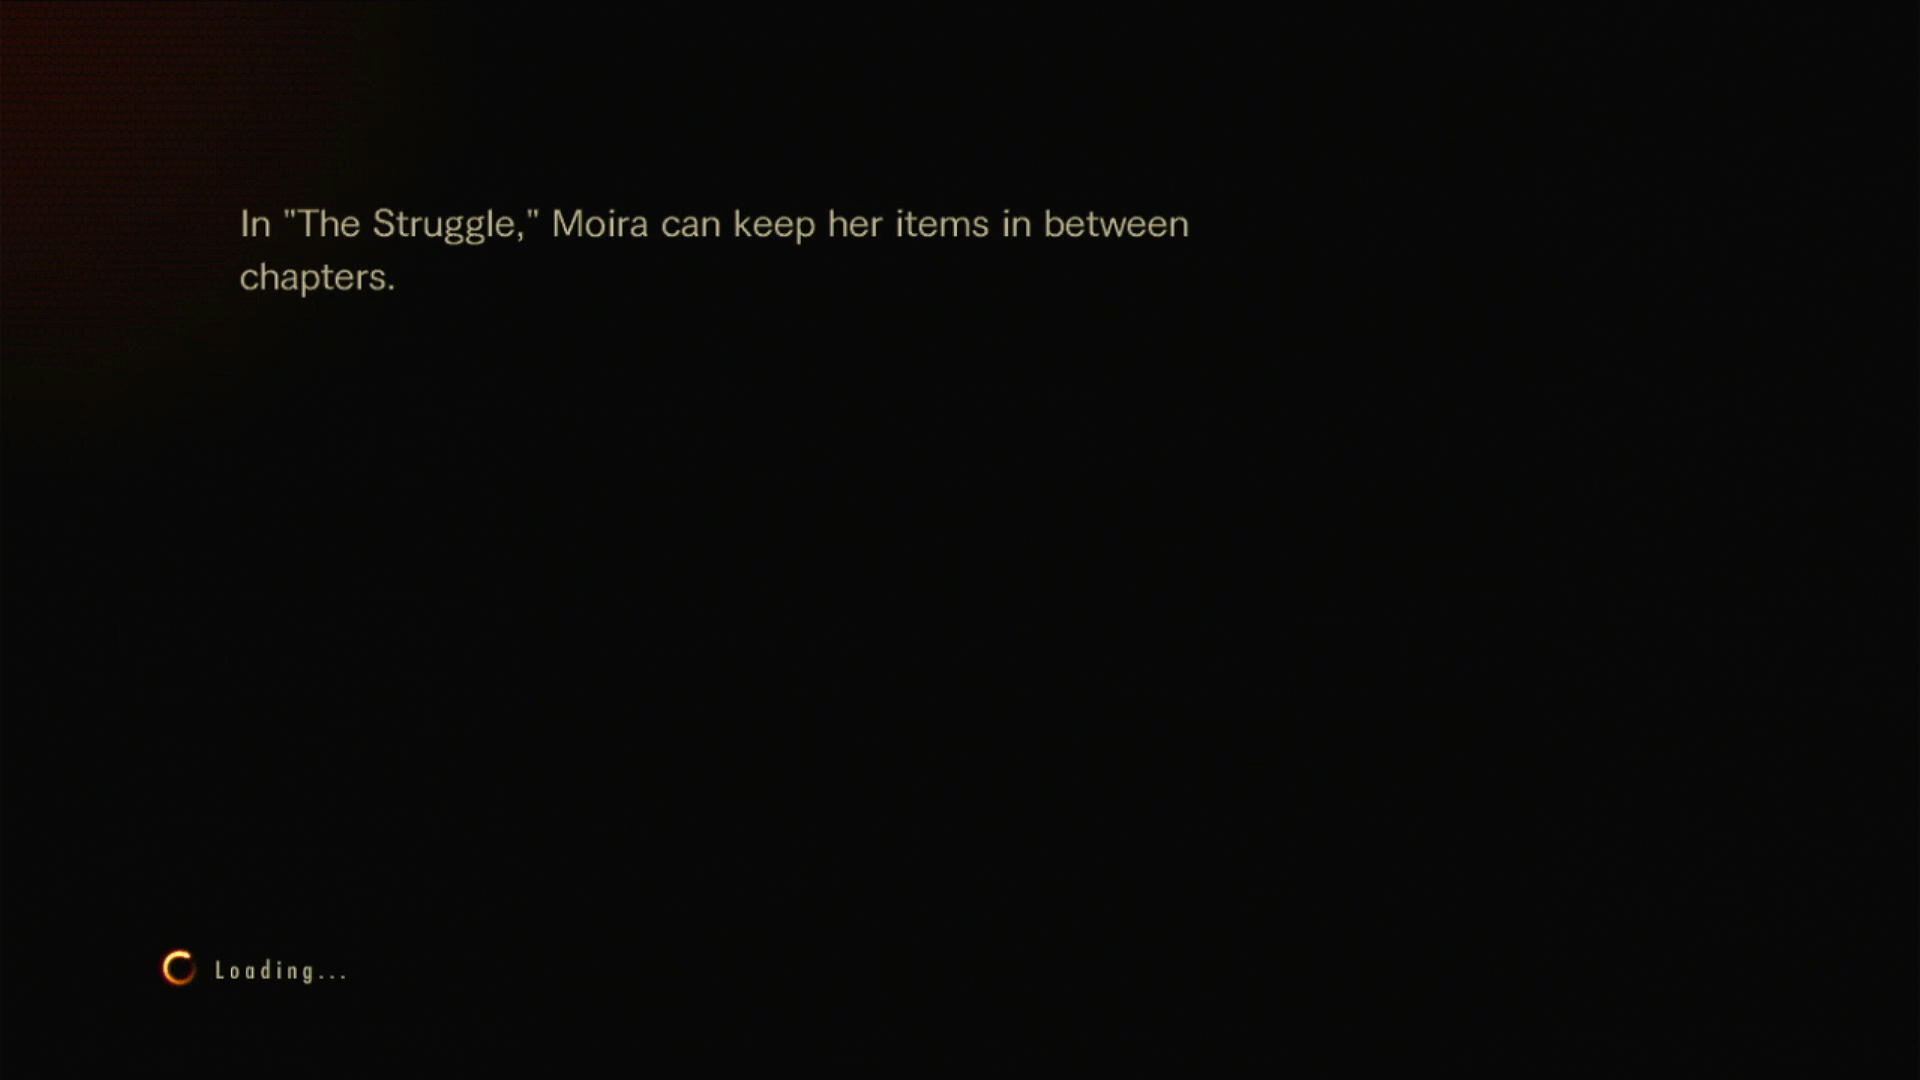 In "The Struggle," Moira can keep her items in between
chapters.
Loading...